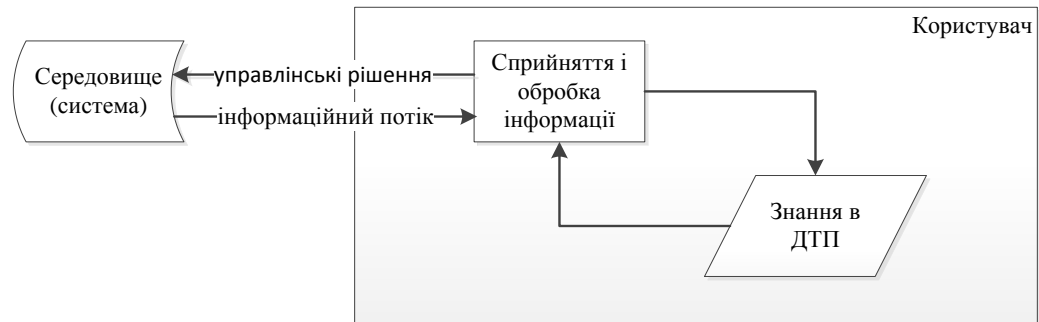 Користувач
Середовище
(система)
управлінські рішення
інформаційний потік
Сприйняття і
обробка
інформації
Знання в
ДТП